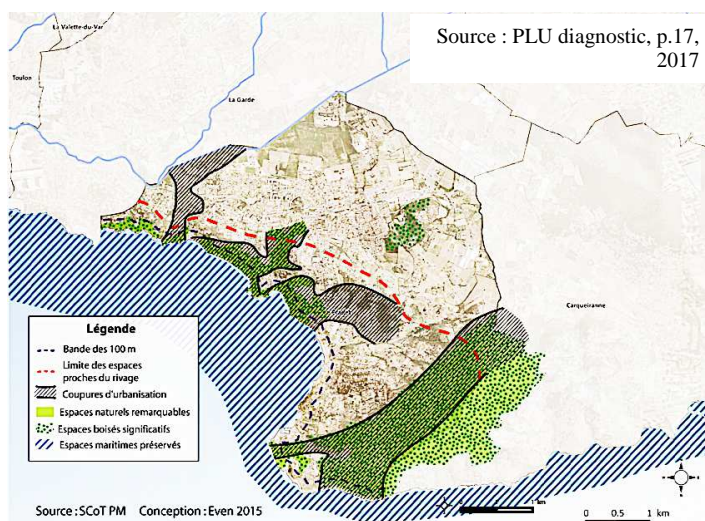 Source : PLU diagnostic, p.17,
2017
La Valette-du-Var
Toulon
La Garde
Carqueiranne
Légende
Bande des 100 m
Limite des espaces
proches du rivage
Coupures d'urbanisation
Espaces naturels remarquables
Espaces boisés significatifs
Espaces maritimes préservés
Source : SCoT PM Conception : Even 2015
1 km
0 0.5 1 km